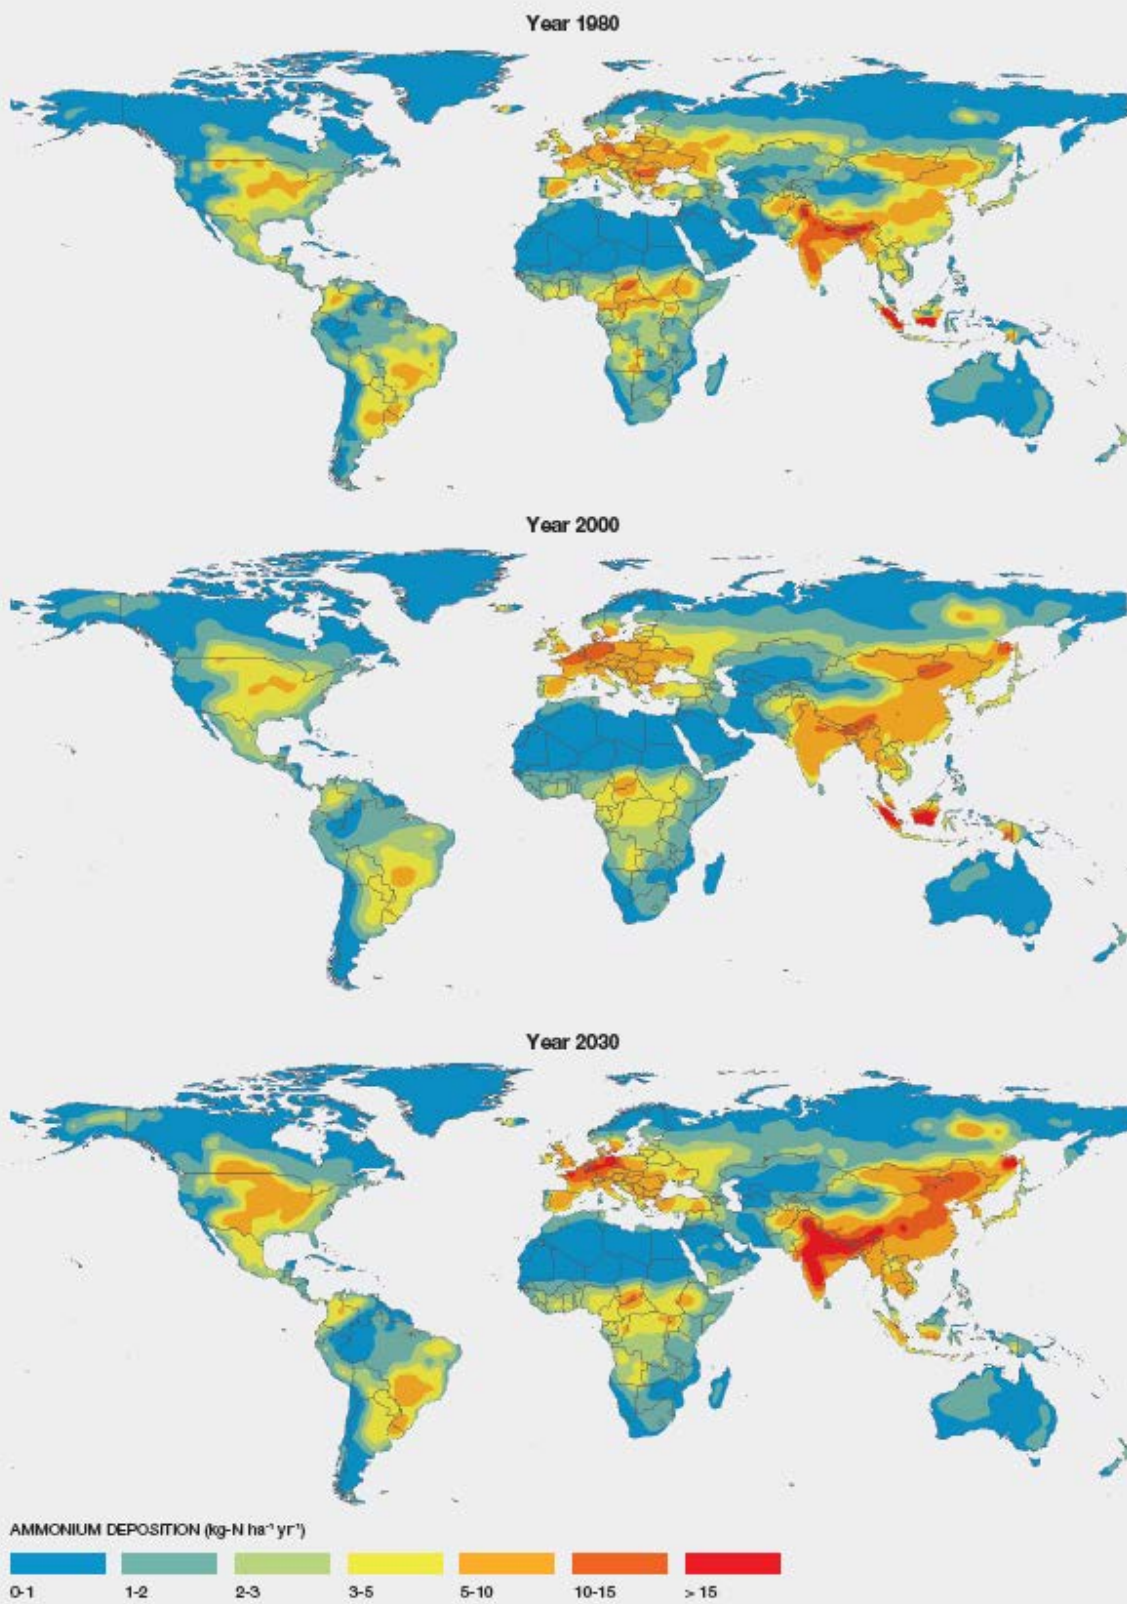 Year 1980
Year 2000
Year 2030
AMMONIUM DEPOSITION (kg-N ha⁻¹ yr⁻¹)
0-1 1-2 2-3 3-5 5-10 10-15 > 15